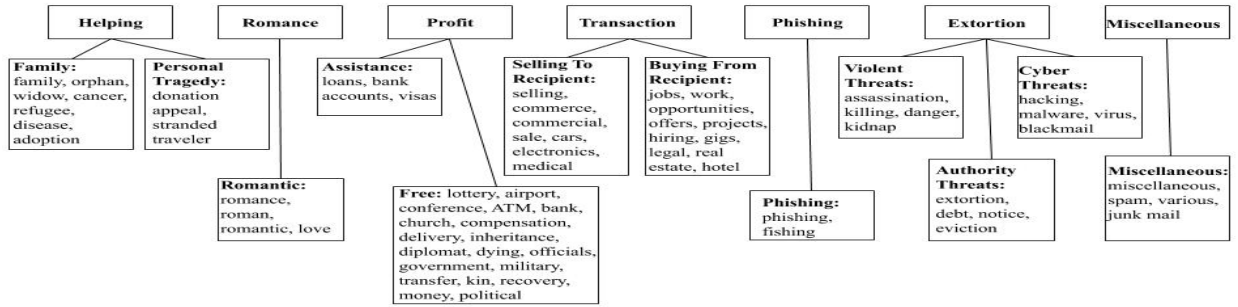 Helping
Romance
Profit
Transaction
Phishing
Extortion
Miscellaneous
Family:
family, orphan,
widow, cancer,
refugee,
disease,
adoption
Personal
Tragedy:
donation
appeal,
stranded
traveler
Romantic:
romance,
roman,
romantic, love
Assistance:
loans, bank
accounts, visas
Free: lottery, airport,
conference, ATM, bank,
church, compensation,
delivery, inheritance,
diplomat, dying, officials,
government, military,
transfer, kin, recovery,
money, political
Selling To
Recipient:
selling,
commerce,
commercial,
sale, cars,
electronics,
medical
Buying From
Recipient:
jobs, work,
opportunities,
offers, projects,
hiring, gigs,
legal, real
estate, hotel
Phishing:
phishing,
fishing
Violent
Threats:
assassination,
killing, danger,
kidnap
Authority
Threats:
extortion,
debt, notice,
eviction
Cyber
Threats:
hacking,
malware, virus,
blackmail
Miscellaneous:
miscellaneous,
spam, various,
junk mail